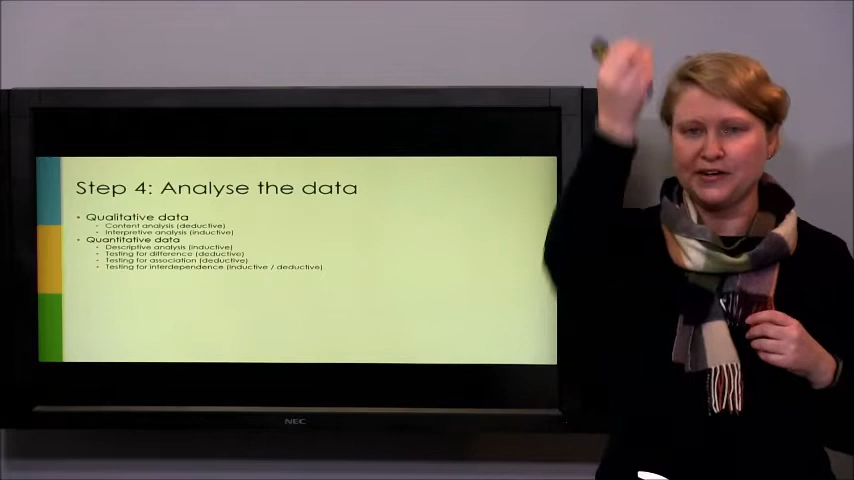 Step 4: Analyse the data
• Qualitative data
- Content analysis (deductive)
- Interpretive analysis (inductive)
• Quantitative data
- Descriptive analysis (inductive)
- Testing for difference (deductive)
- Testing for association (deductive)
- Testing for interdependence (inductive / deductive)
NEC